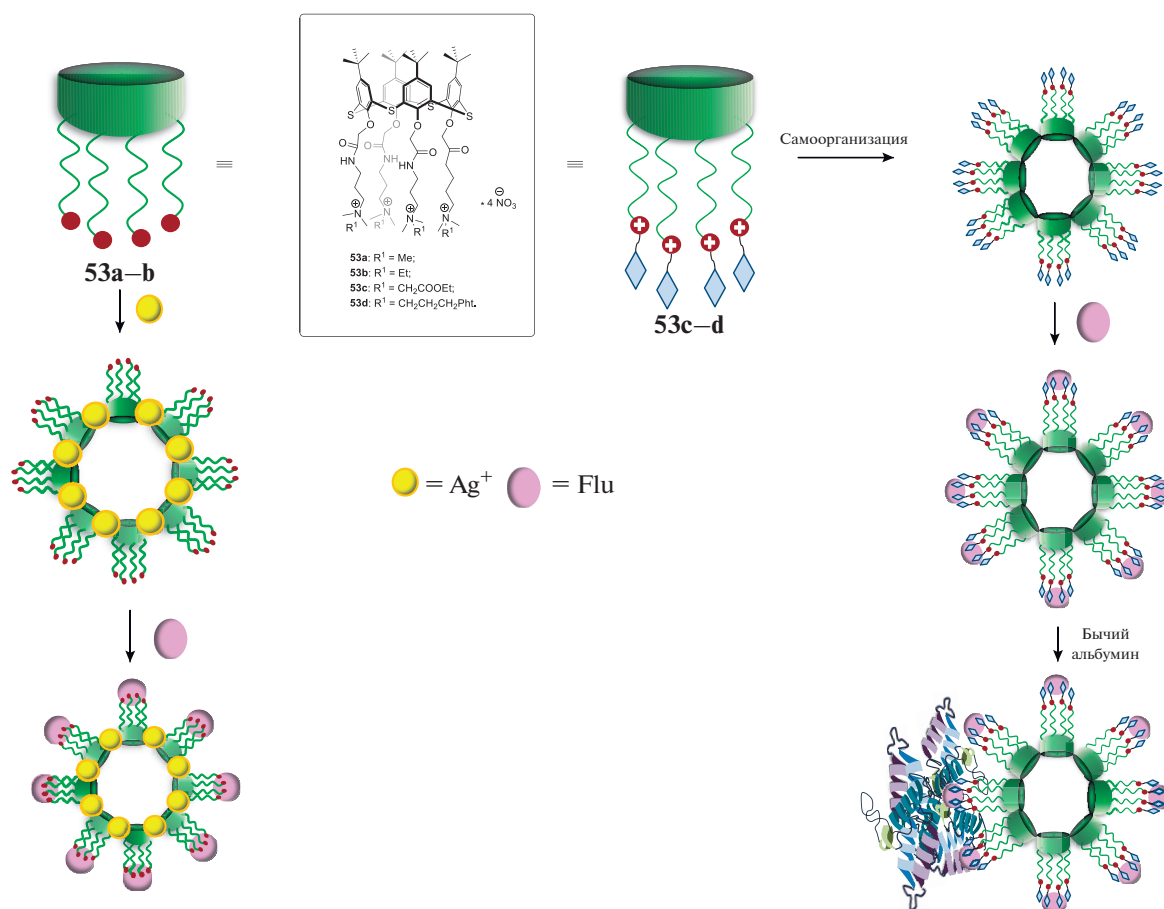 S
S
S
S
O
O
O
O
O
NH
O
O
O
HN
HN
N
N
N
N
R¹
R¹
R¹
R¹
⊕
⊕
⊕
⊕
⊖
* 4 NO₃
53a: R¹ = Me;
53b: R¹ = Et;
53c: R¹ = CH₂COOEt;
53d: R¹ = CH₂CH₂CH₂Pht.
≡
≡
53a–b
53c–d
Самоорганизация
= Ag⁺
= Flu
Бычий
альбумин